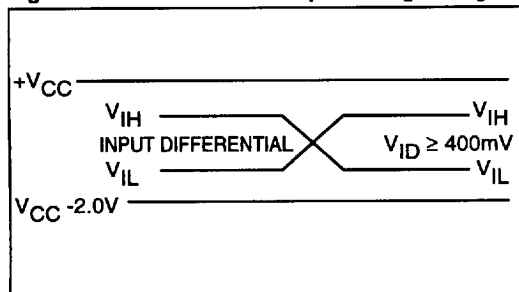 +VCC
VIH VIH
INPUT DIFFERENTIAL VID ≥ 400mV
VIL VIL
VCC -2.0V